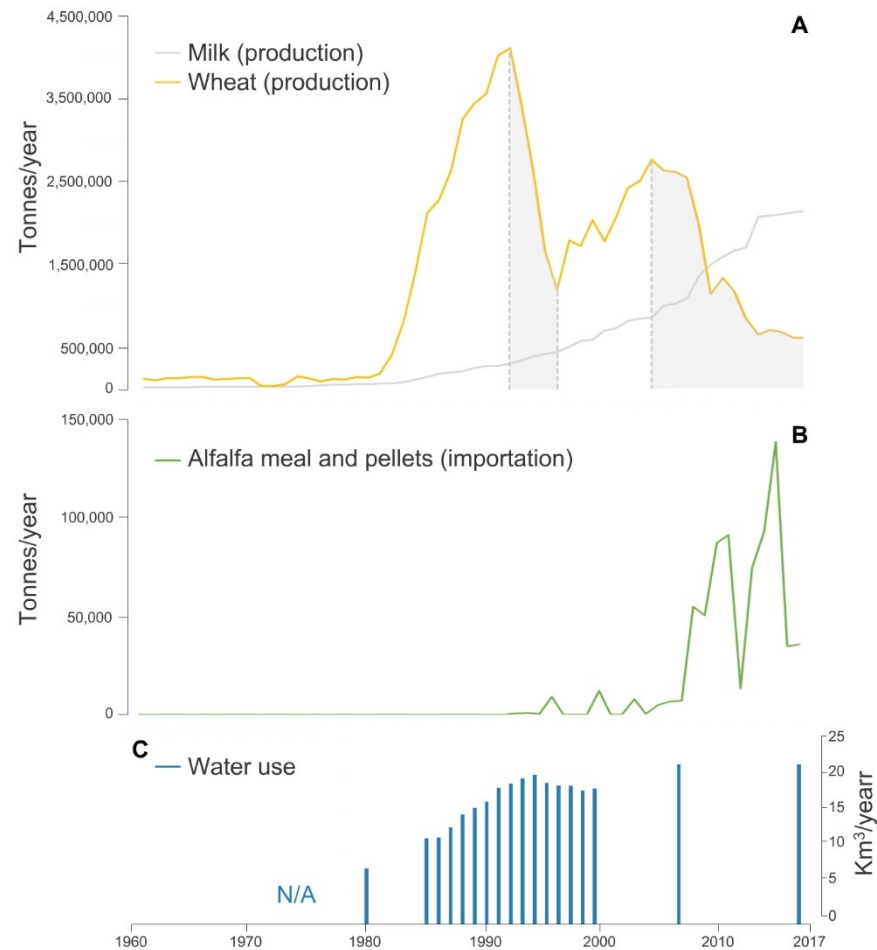 4,500,000
A
Milk (production)
Wheat (production)
3,500,000
2,500,000
1,500,000
500,000
0
Tonnes/year
150,000
B
Alfalfa meal and pellets (importation)
100,000
50,000
0
Tonnes/year
C
Water use
N/A
25
20
15
10
5
0
Km³/yearr
1960
1970
1980
1990
2000
2010
2017